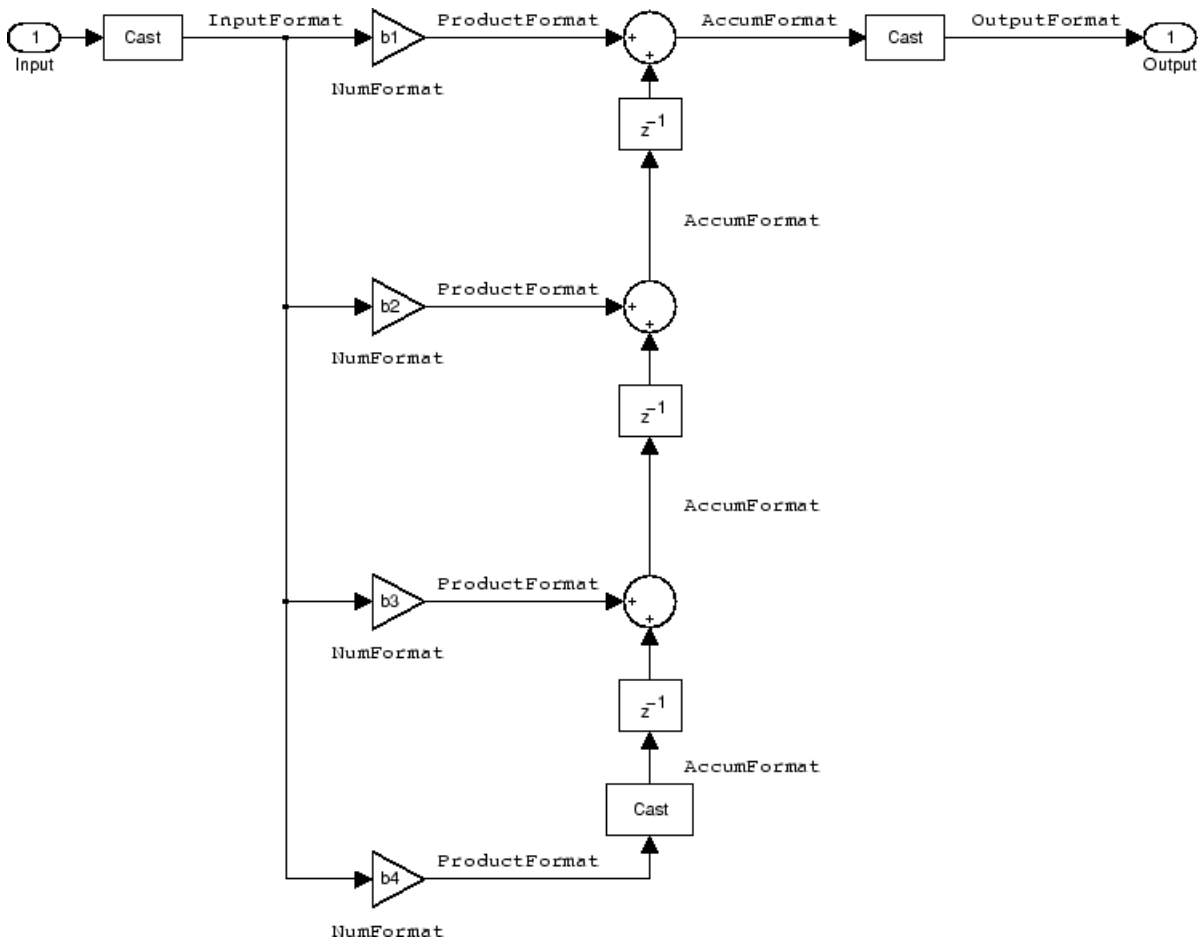 InputFormat
ProductFormat
AccumFormat
OutputFormat
1
Cast
b1
+
+
Cast
1
Input
Output
NumFormat
z⁻¹
AccumFormat
ProductFormat
b2
+
+
NumFormat
z⁻¹
AccumFormat
ProductFormat
b3
+
+
NumFormat
z⁻¹
AccumFormat
Cast
ProductFormat
b4
NumFormat